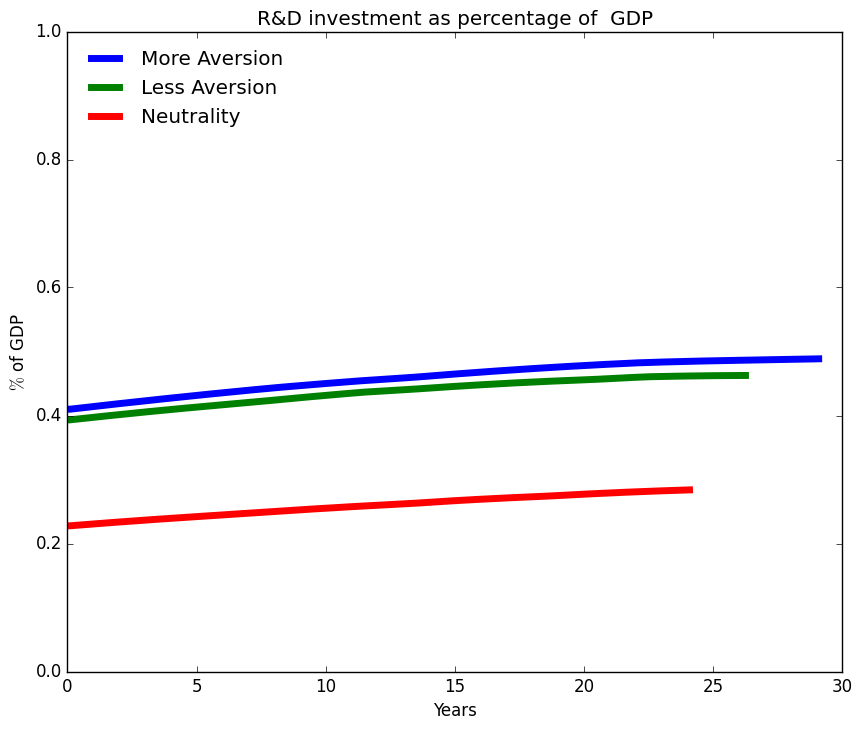 R&D investment as percentage of  GDP
1.0
0.8
0.6
0.4
0.2
0.0
% of GDP
More Aversion
Less Aversion
Neutrality
0 5 10 15 20 25 30
Years